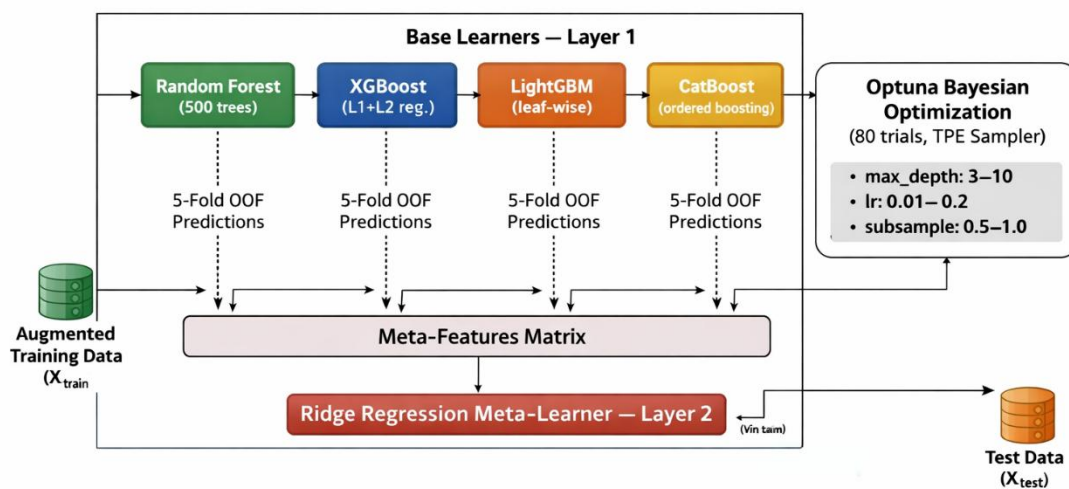 Base Learners — Layer 1
Random Forest
(500 trees)
XGBoost
(L1+L2 reg.)
LightGBM
(leaf-wise)
CatBoost
(ordered boosting)
Optuna Bayesian
Optimization
(80 trials, TPE Sampler)
• max_depth: 3–10
• lr: 0.01– 0.2
• subsample: 0.5–1.0
5-Fold OOF
Predictions
5-Fold OOF
Predictions
5-Fold OOF
Predictions
5-Fold OOF
Predictions
Augmented
Training Data
(X_train
Meta-Features Matrix
Ridge Regression Meta-Learner — Layer 2
Test Data
(X_test)